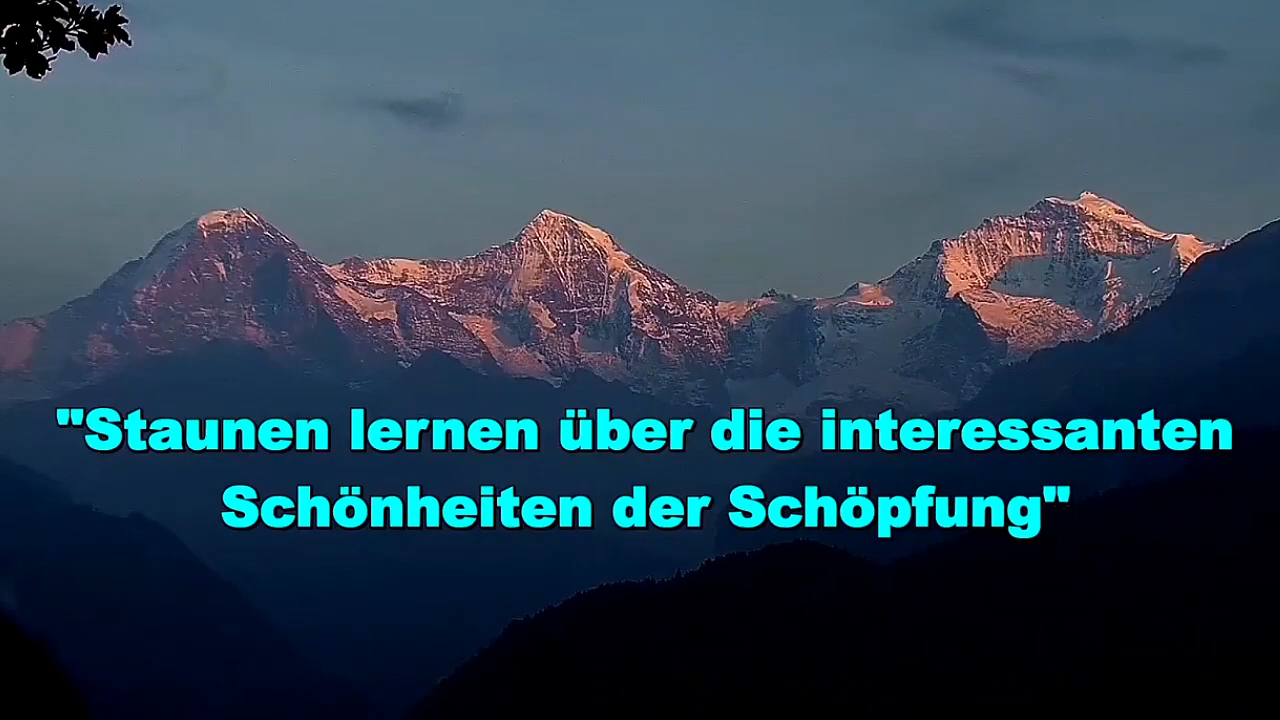 "Staunen lernen über die interessanten
Schönheiten der Schöpfung"